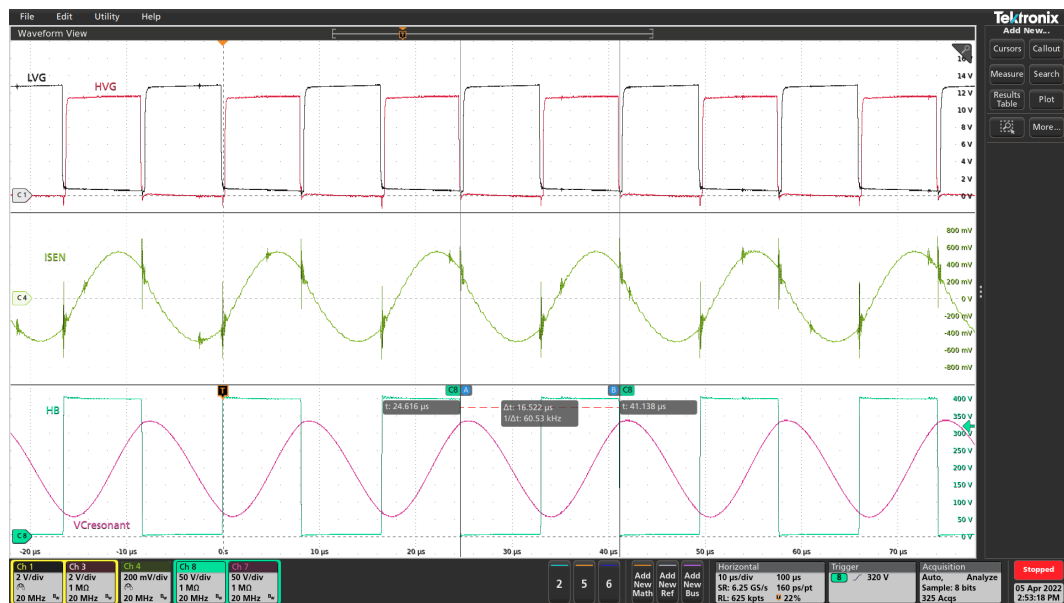 File Edit Utility Help
Tektronix
Waveform View
Add New...
Cursors Callout
Measure Search
Results Table Plot
More...
LVG
HVG
16 V
14 V
12 V
10 V
8 V
6 V
4 V
2 V
0 V
C 1
ISEN
800 mV
600 mV
400 mV
200 mV
0 V
-200 mV
-400 mV
-600 mV
-800 mV
C 4
T
C8 A
B C8
HB
t: 24.616 µs
Δt: 16.522 µs
1/Δt: 60.53 kHz
t: 41.138 µs
400 V
350 V
300 V
250 V
200 V
150 V
100 V
50 V
0 V
VCresonant
C 8
-20 µs -10 µs 0s 10 µs 20 µs 30 µs 40 µs 50 µs 60 µs 70 µs
Ch 1
2 V/div
20 MHz Bw
Ch 3
2 V/div
1 MΩ
20 MHz Bw
Ch 4
200 mV/div
20 MHz Bw
Ch 8
50 V/div
1 MΩ
20 MHz Bw
Ch 7
50 V/div
1 MΩ
20 MHz Bw
2 5 6
Add New Math
Add New Ref
Add New Bus
Horizontal
10 µs/div 100 µs
SR: 6.25 GS/s 160 ps/pt
RL: 625 kpts 22%
Trigger
8 320 V
Acquisition
Auto, Analyze
Sample: 8 bits
325 Acqs
Stopped
05 Apr 2022
2:53:18 PM